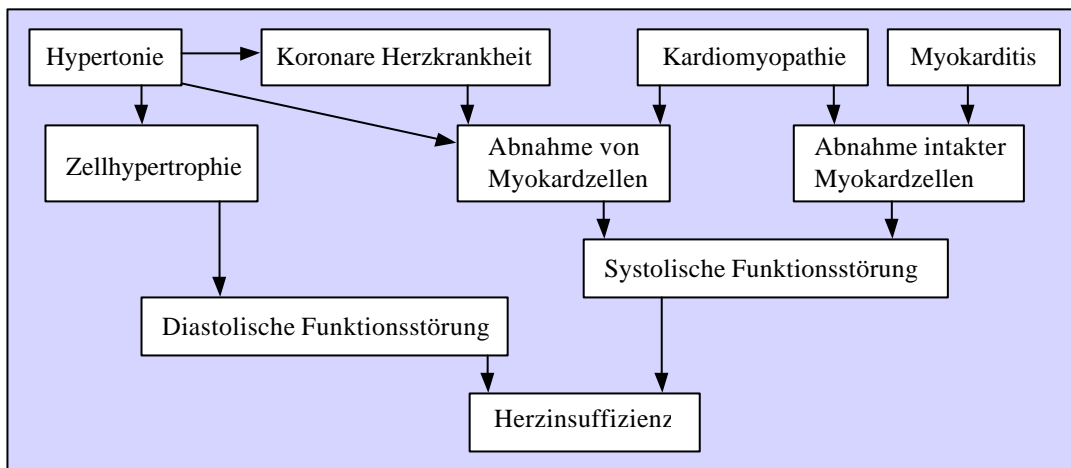 Hypertonie
Koronare Herzkrankheit
Kardiomyopathie
Myokarditis
Zellhypertrophie
Abnahme von
Myokardzellen
Abnahme intakter
Myokardzellen
Systolische Funktionsstörung
Diastolische Funktionsstörung
Herzinsuffizienz